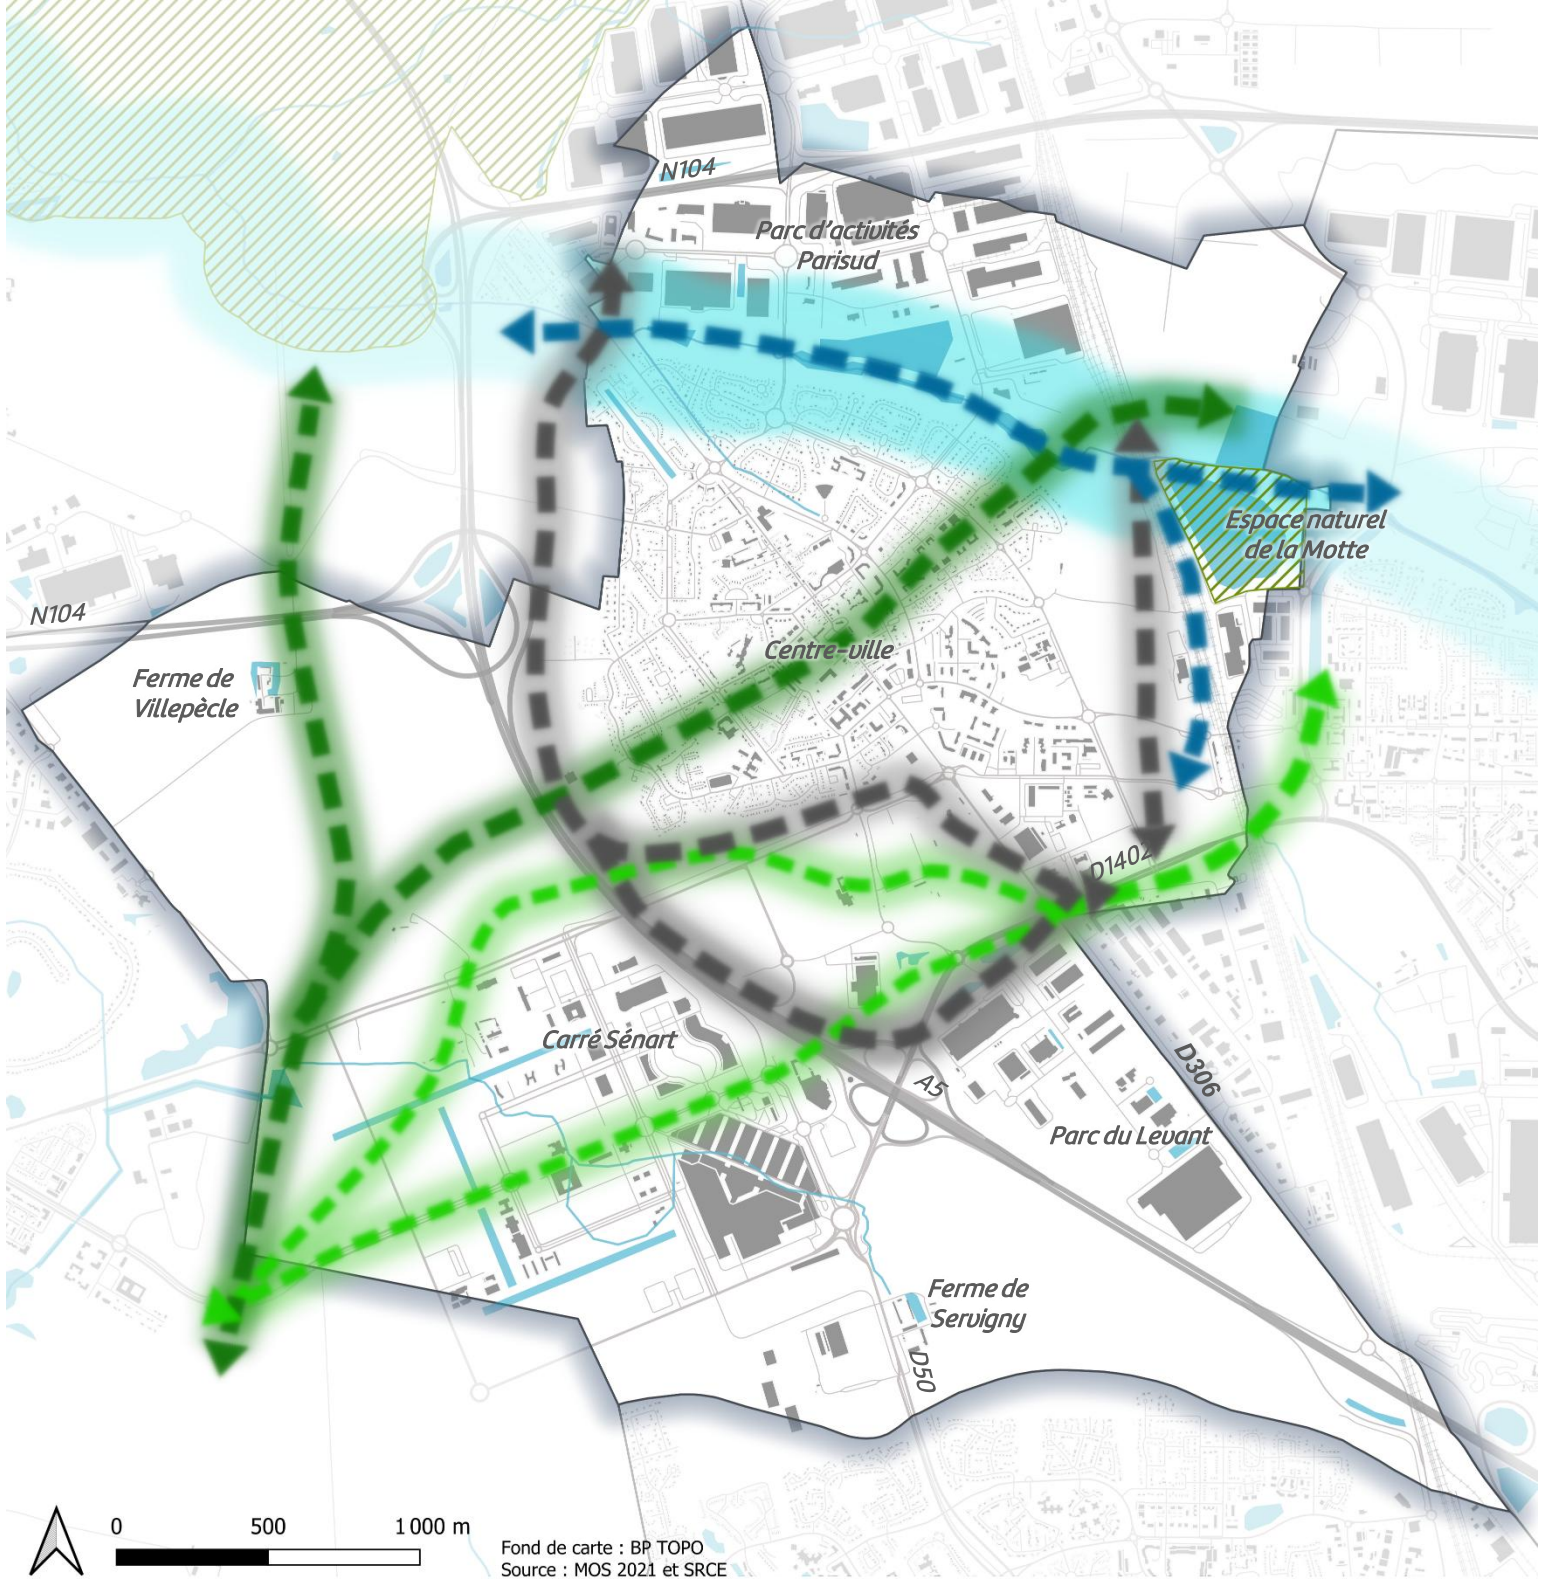 N104
Parc d'activités
Parisud
Espace naturel
de la Motte
N104
Centre-ville
Ferme de
Villepècle
D1402
Carré Sénart
A5
D306
Parc du Levant
Ferme de
Servigny
D50
0 500 1 000 m
Fond de carte : BP TOPO
Source : MOS 2021 et SRCE